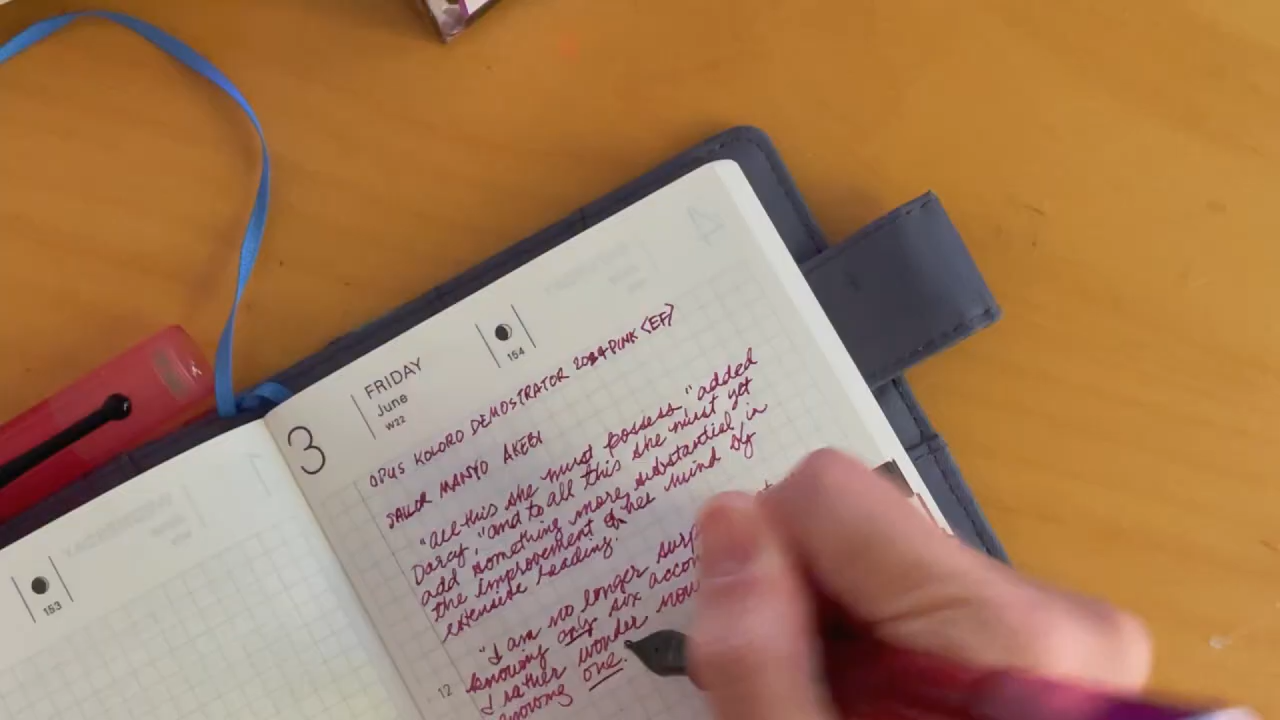 153
3
FRIDAY
June
W22
154
OPUS KOLORO DEMOSTRATOR 2024 PINK <EF>
SAILOR MANYO AKEBI
"All this she must possess," added
Darcy, "and to all this she must yet
add something more substantial, in
the improvement of her mind by
extensive reading."
"I am no longer surp
knowing any six accom
I rather wonder now
knowing one.
12